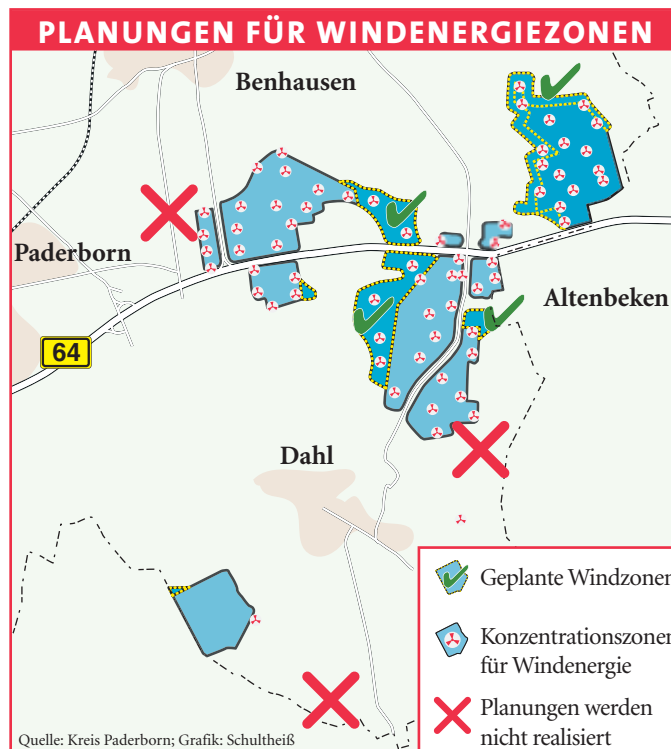 PLANUNGEN FÜR WINDENERGIEZONEN
Benhausen
Paderborn
Altenbeken
64
Dahl
Geplante Windzonen
Konzentrationszonen
für Windenergie
Planungen werden
nicht realisiert
Quelle: Kreis Paderborn; Grafik: Schultheiß